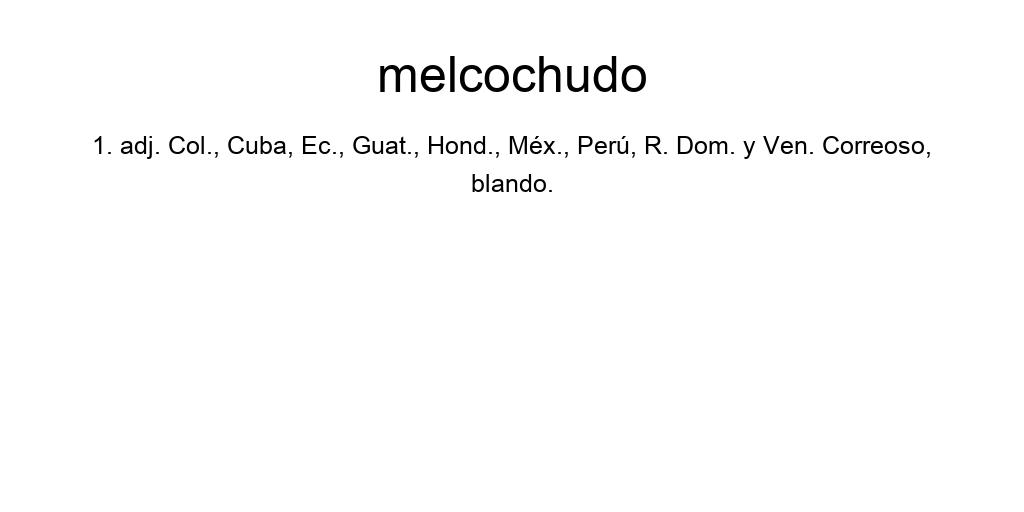 melcochudo
1. adj. Col., Cuba, Ec., Guat., Hond., Méx., Perú, R. Dom. y Ven. Correoso,
blando.